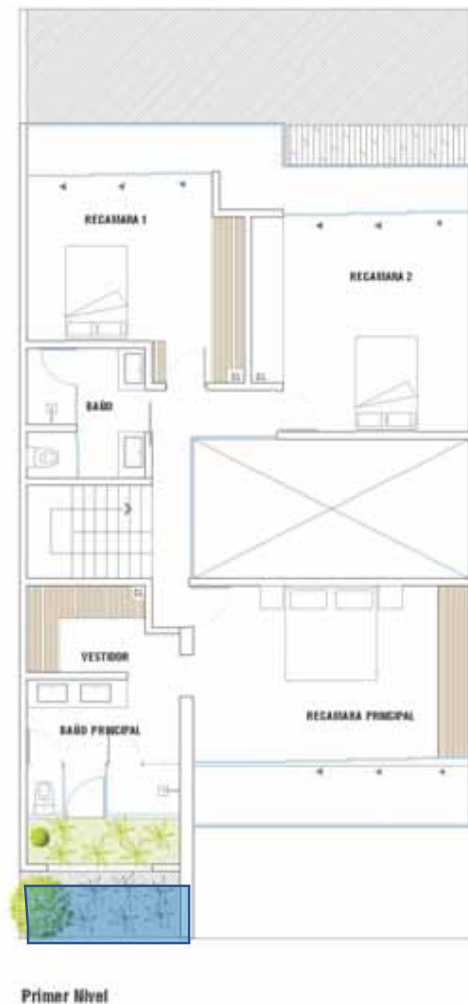 RECAMARA 1
RECAMARA 2
BAÑO
VESTIDOR
BAÑO PRINCIPAL
RECAMARA PRINCIPAL
Primer Nivel